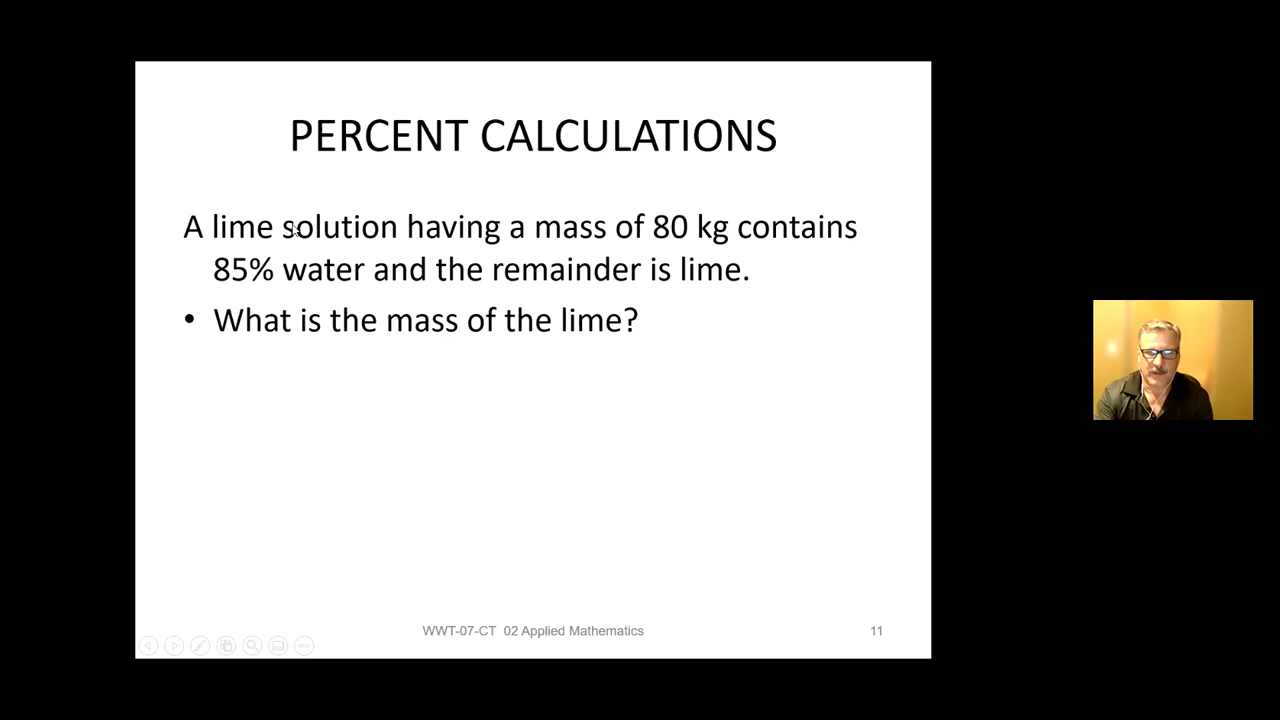 PERCENT CALCULATIONS
A lime solution having a mass of 80 kg contains
85% water and the remainder is lime.
• What is the mass of the lime?
WWT-07-CT 02 Applied Mathematics
11